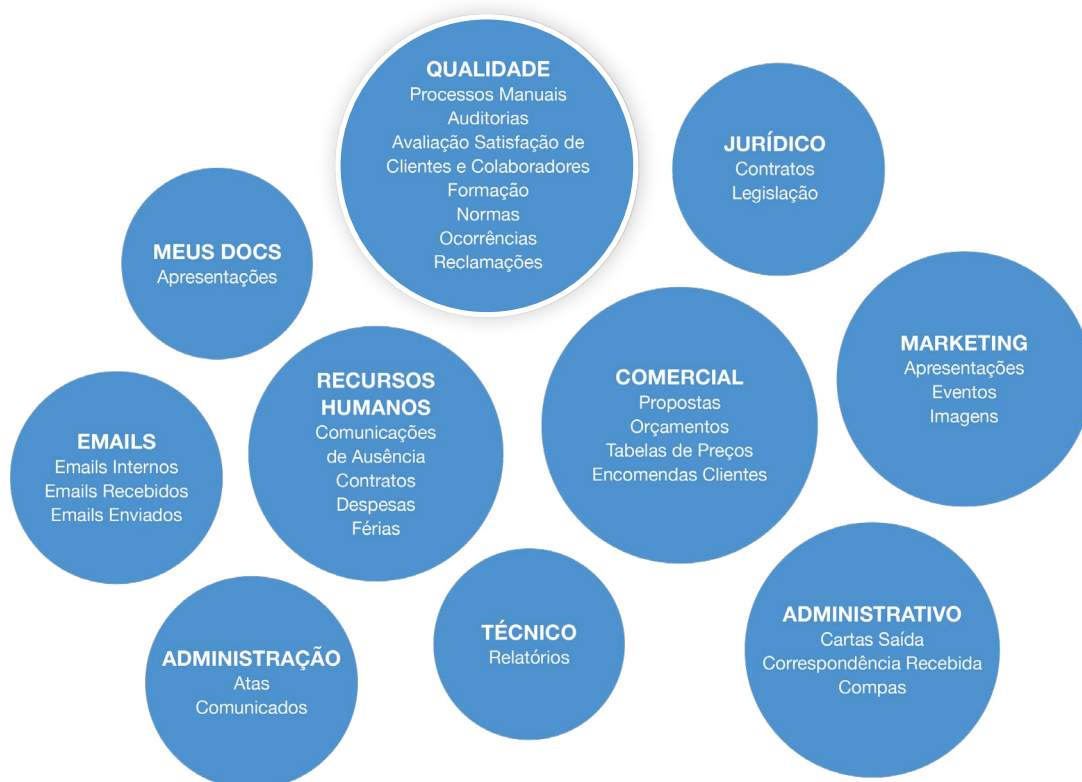 QUALIDADE
Processos Manuais
Auditorias
Avaliação Satisfação de
Clientes e Colaboradores
Formação
Normas
Ocorrências
Reclamações
JURÍDICO
Contratos
Legislação
MEUS DOCS
Apresentações
MARKETING
Apresentações
Eventos
Imagens
RECURSOS
HUMANOS
Comunicações
de Ausência
Contratos
Despesas
Férias
COMERCIAL
Propostas
Orçamentos
Tabelas de Preços
Encomendas Clientes
EMAILS
Emails Internos
Emails Recebidos
Emails Enviados
ADMINISTRAÇÃO
Atas
Comunicados
TÉCNICO
Relatórios
ADMINISTRATIVO
Cartas Saída
Correspondência Recebida
Compas